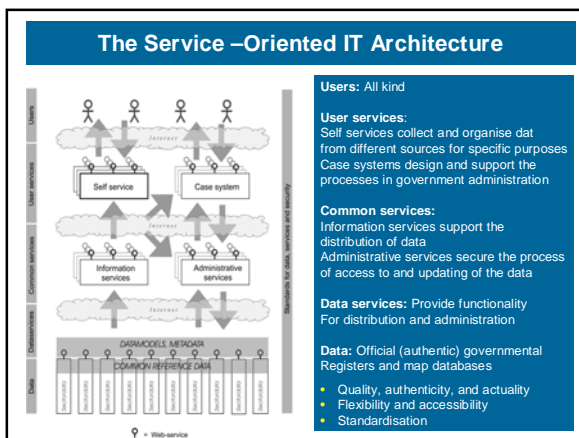 The Service –Oriented IT Architecture
Users
User services
Common services
Dataservices
Data
Internet
Self service
Case system
Internet
Information services
Administrative services
Internet
DATAMODELS, METADATA
COMMON REFERENCE DATA
= Web-service
Standards for data, services and security
Users: All kind
User services:
Self services collect and organise dat
from different sources for specific purposes
Case systems design and support the
processes in government administration
Common services:
Information services support the
distribution of data
Administrative services secure the process
of access to and updating of the data
Data services: Provide functionality
For distribution and administration
Data: Official (authentic) governmental
Registers and map databases
• Quality, authenticity, and actuality
• Flexibility and accessibility
• Standardisation